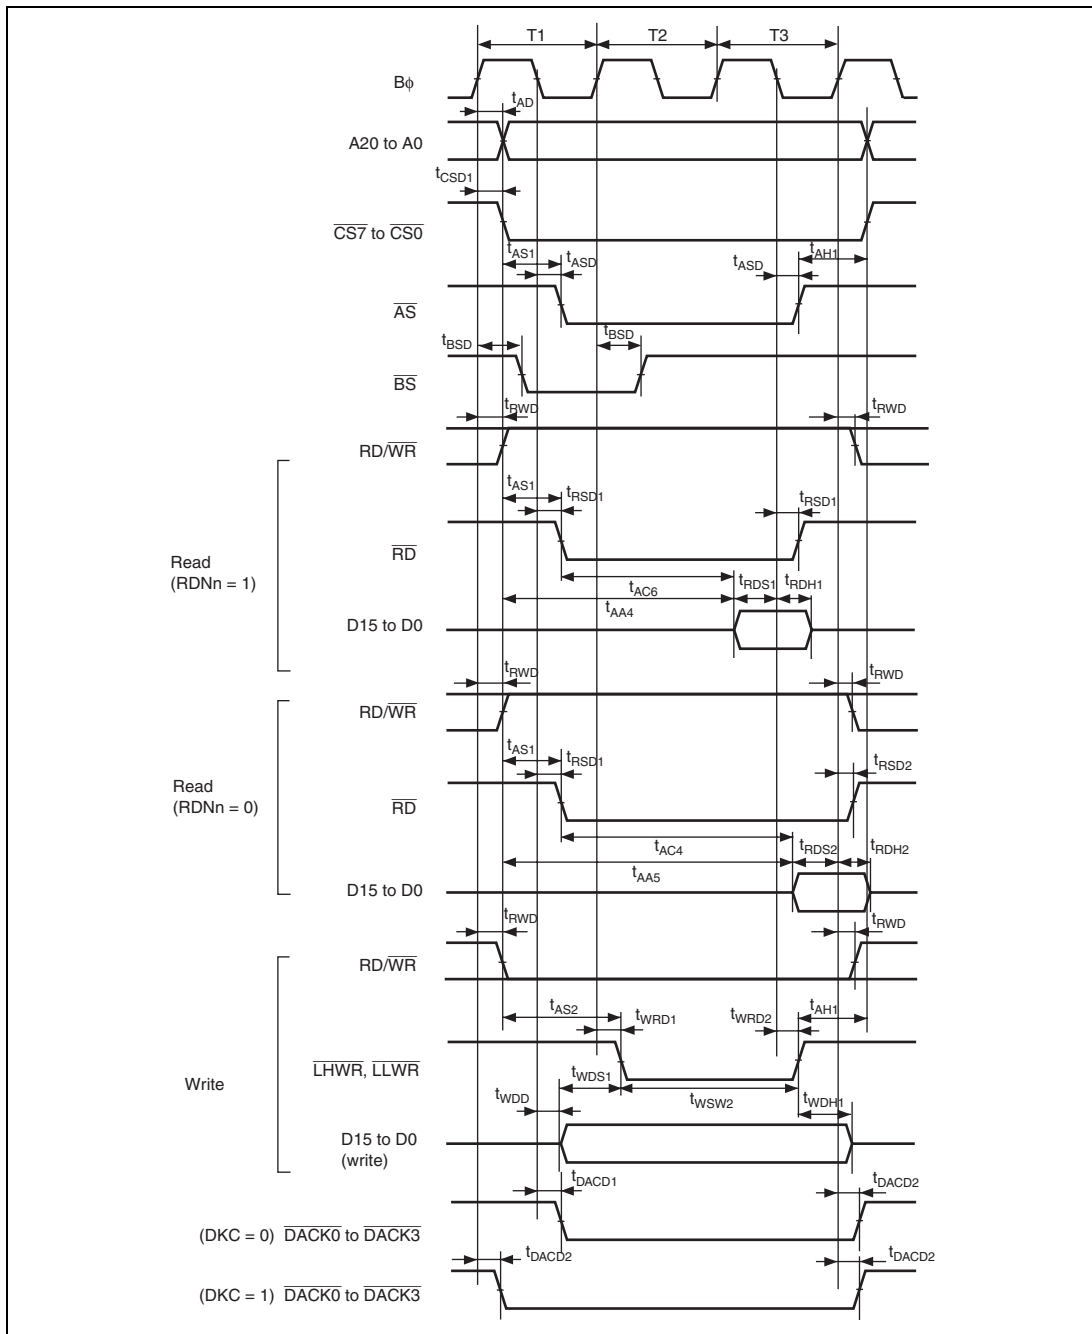 T1 T2 T3
Bφ
tAD
A20 to A0
tCSD1
CS7 to CS0
tAS1 tASD tASD tAH1
AS
tBSD tBSD
BS
tRWD tRWD
RD/WR
tAS1 tRSD1 tRSD1
RD
Read
(RDNn = 1)
tAC6 tRDS1 tRDH1
tAA4
D15 to D0
tRWD tRWD
RD/WR
tAS1 tRSD1 tRSD2
Read
(RDNn = 0)
RD
tAC4 tRDS2 tRDH2
tAA5
D15 to D0
tRWD tRWD
RD/WR
tAS2 tWRD1 tWRD2 tAH1
LHWR, LLWR
Write
tWDD tWDS1 tWSW2 tWDH1
D15 to D0
(write)
tDACD1 tDACD2
(DKC = 0) DACK0 to DACK3
tDACD2 tDACD2
(DKC = 1) DACK0 to DACK3